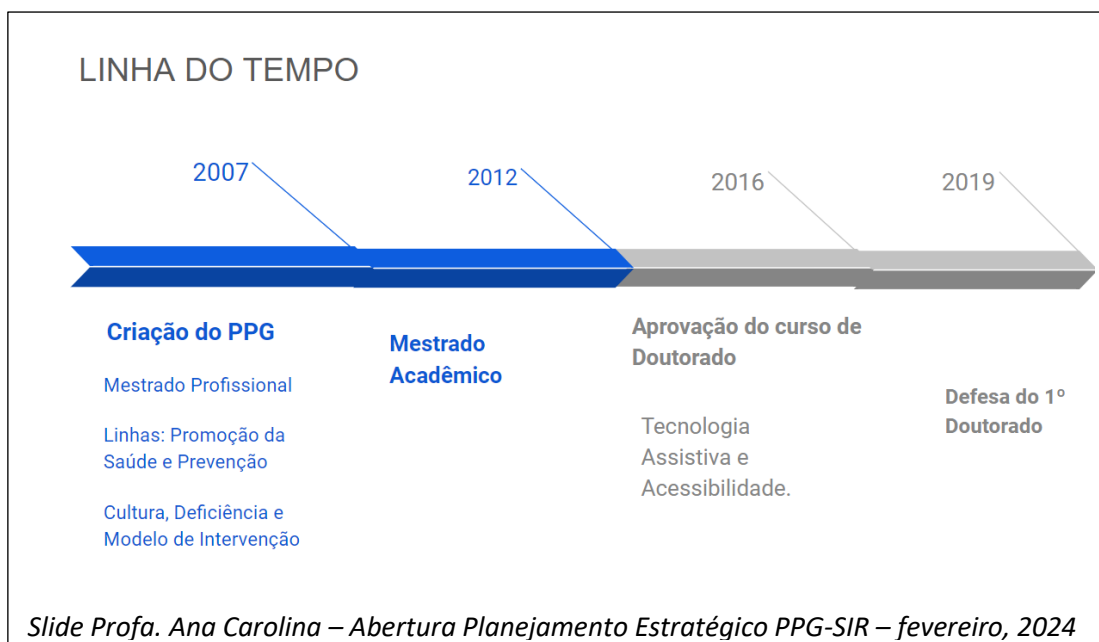 LINHA DO TEMPO
2007
2012
2016
2019
Criação do PPG
Mestrado Profissional
Linhas: Promoção da
Saúde e Prevenção
Cultura, Deficiência e
Modelo de Intervenção
Mestrado
Acadêmico
Aprovação do curso de
Doutorado
Tecnologia
Assistiva e
Acessibilidade.
Defesa do 1º
Doutorado
Slide Profa. Ana Carolina – Abertura Planejamento Estratégico PPG-SIR – fevereiro, 2024